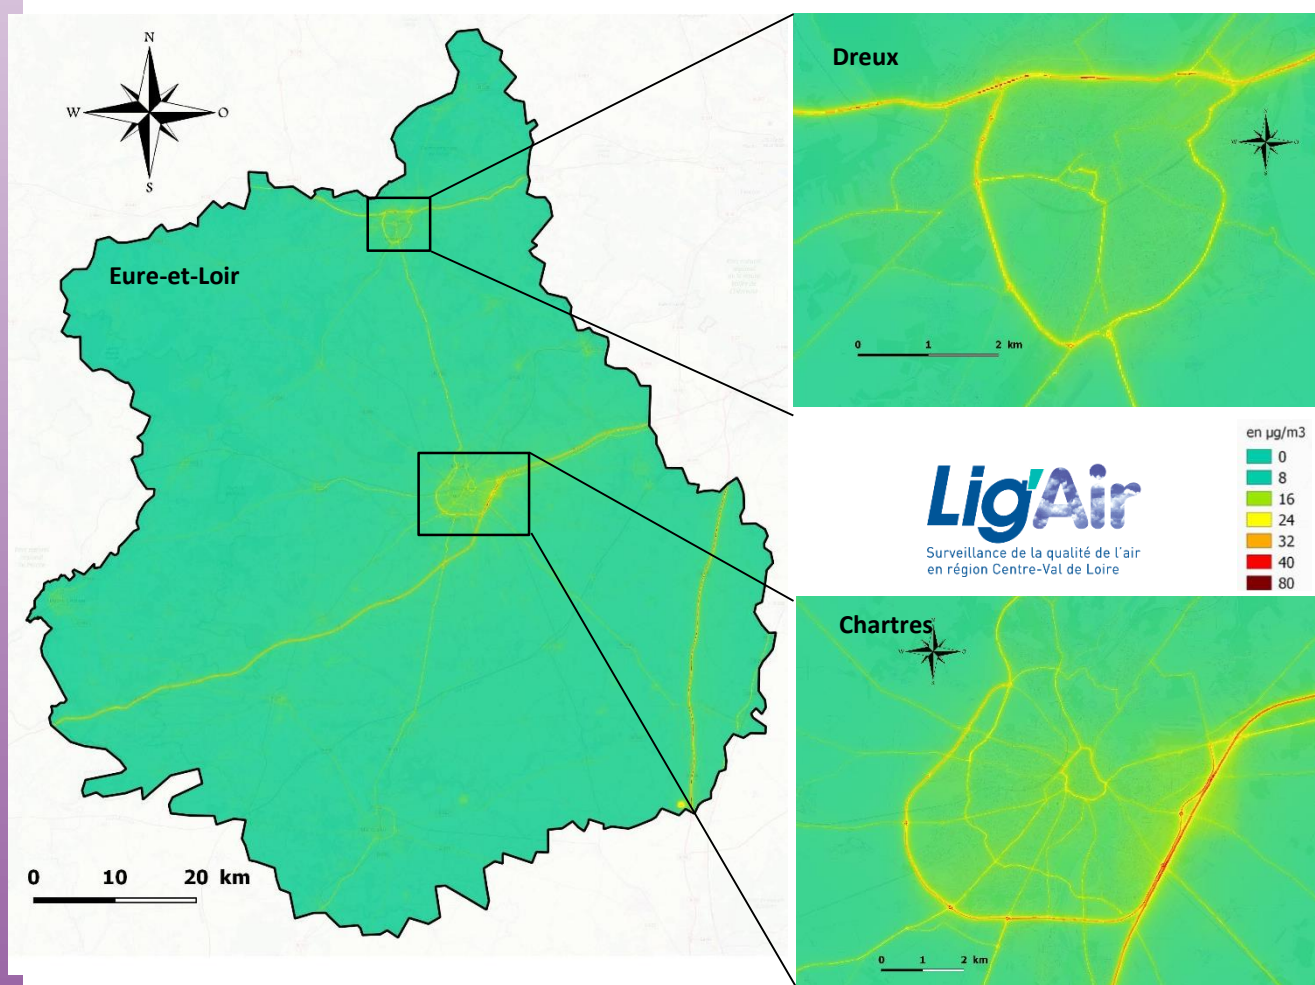 N
W
O
S
Eure-et-Loir
0 10 20 km
Dreux
0 1 2 km
en µg/m3
0
8
16
24
32
40
80
Lig'Air
Surveillance de la qualité de l'air
en région Centre-Val de Loire
Chartres
0 1 2 km